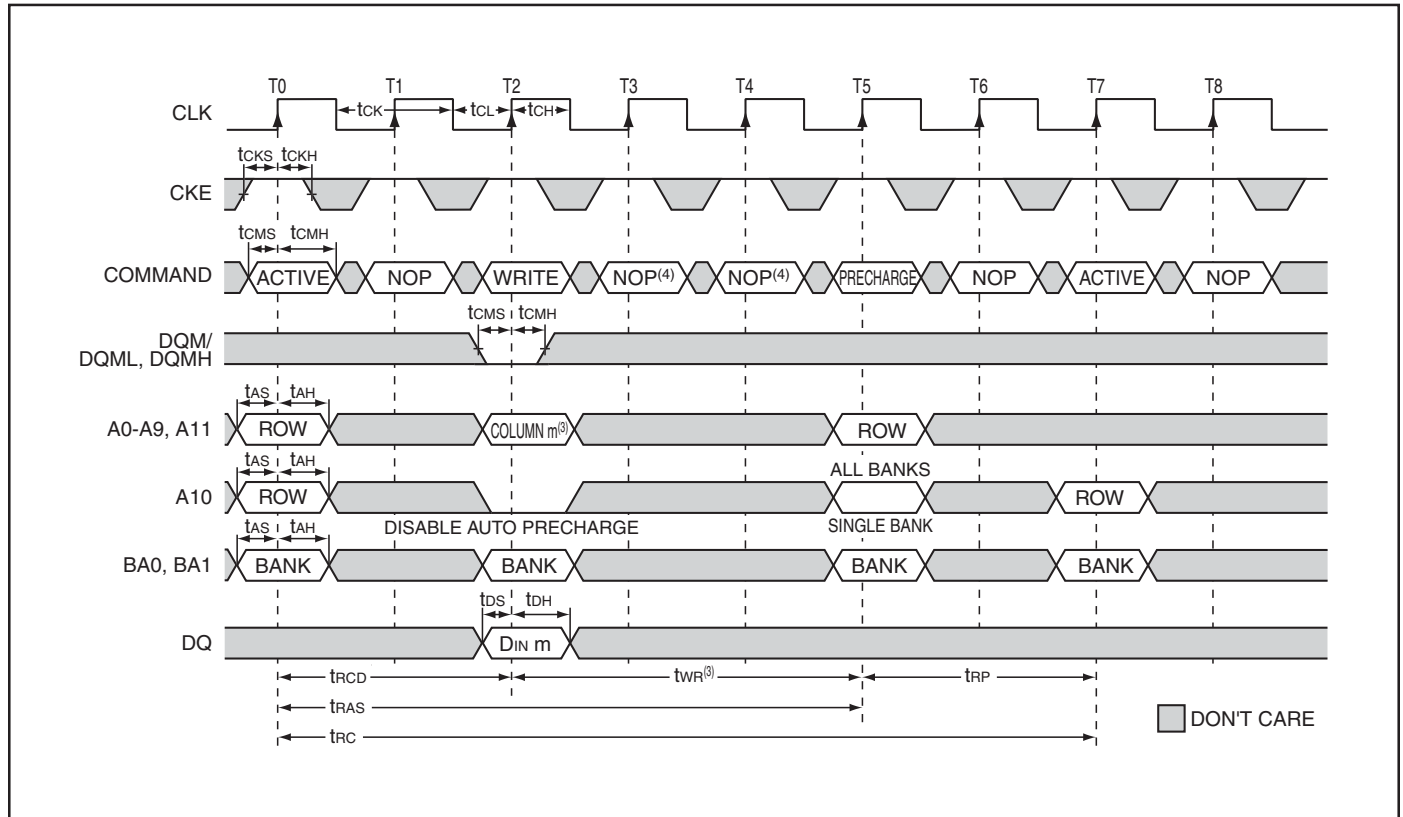 T0 T1 T2 T3 T4 T5 T6 T7 T8
CLK tCK tCL tCH
tCKS tCKH
CKE
tCMS tCMH
COMMAND ACTIVE NOP WRITE NOP(4) NOP(4) PRECHARGE NOP ACTIVE NOP
tCMS tCMH
DQM/
DQML, DQMH
tAS tAH
A0-A9, A11 ROW COLUMN m(3) ROW
tAS tAH ALL BANKS
A10 ROW ROW
tAS tAH DISABLE AUTO PRECHARGE SINGLE BANK
BA0, BA1 BANK BANK BANK BANK
tDS tDH
DQ DIN m
tRCD tWR(3) tRP
tRAS
DON'T CARE
tRC